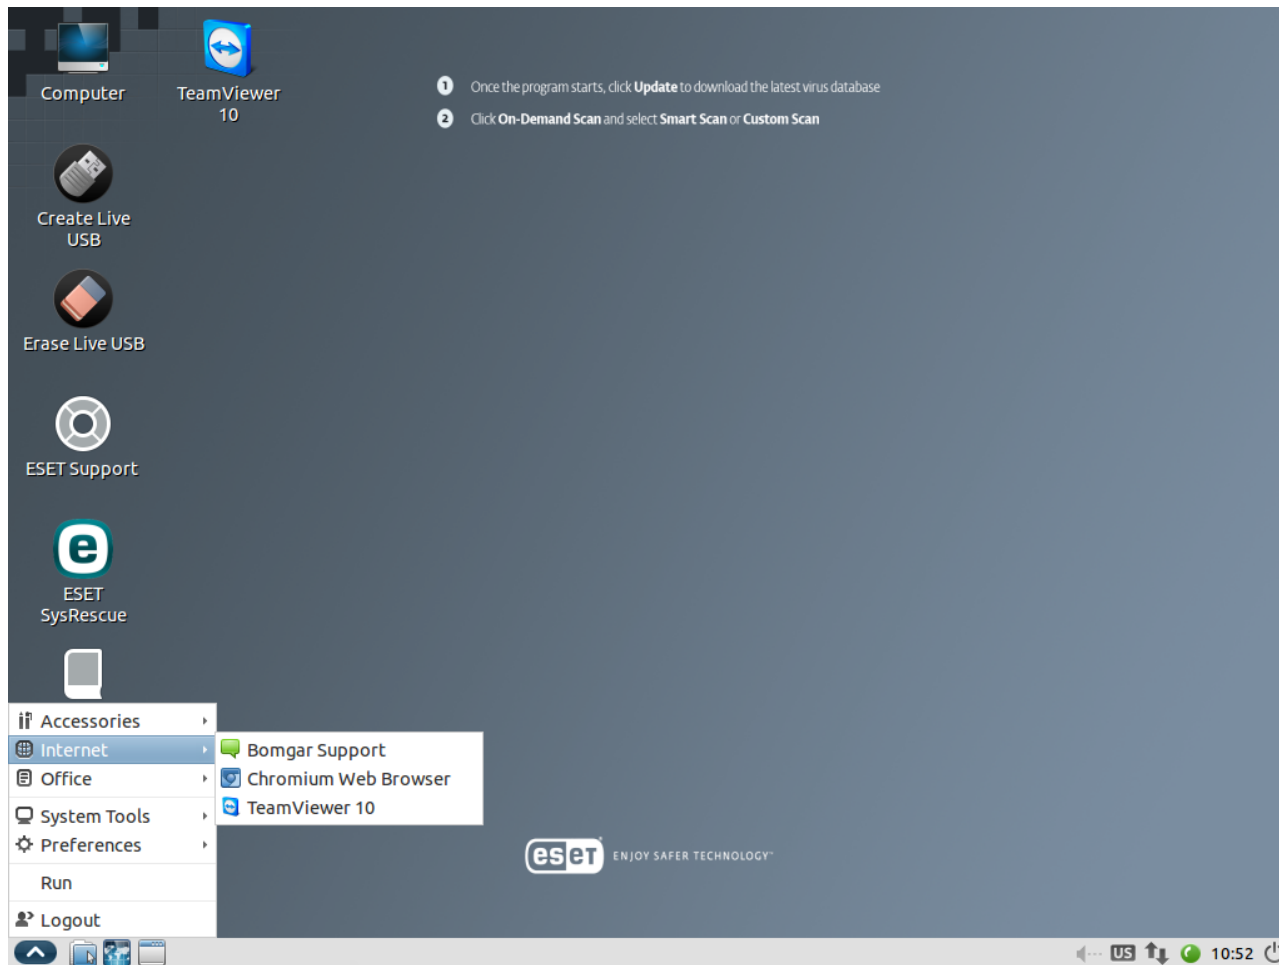 Computer
TeamViewer
10
1 Once the program starts, click Update to download the latest virus database
2 Click On-Demand Scan and select Smart Scan or Custom Scan
Create Live
USB
Erase Live USB
ESET Support
e
ESET
SysRescue
Accessories
Internet
Office
System Tools
Preferences
Run
Logout
Bomgar Support
Chromium Web Browser
TeamViewer 10
eseT ENJOY SAFER TECHNOLOGY™
US 10:52